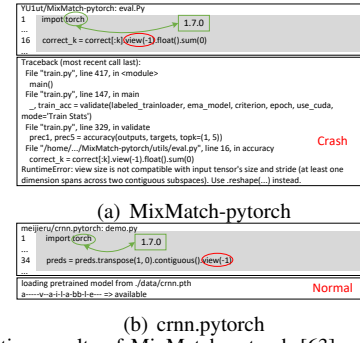 YU1ut/MixMatch-pytorch: eval.Py
1 impot torch 1.7.0
...
16 correct_k = correct[:k].view(-1).float().sum(0)
...
Traceback (most recent call last):
File "train.py", line 417, in <module>
main()
File "train.py", line 147, in main
_, train_acc = validate(labeled_trainloader, ema_model, criterion, epoch, use_cuda,
mode='Train Stats')
File "train.py", line 329, in validate
prec1, prec5 = accuracy(outputs, targets, topk=(1, 5))
File "/home/.../MixMatch-pytorch/utils/eval.py", line 16, in accuracy
correct_k = correct[:k].view(-1).float().sum(0)
Crash
RuntimeError: view size is not compatible with input tensor's size and stride (at least one
dimension spans across two contiguous subspaces). Use .reshape(...) instead.
(a) MixMatch-pytorch
meijieru/crnn.pytorch: demo.py
1 import torch 1.7.0
...
34 preds = preds.transpose(1, 0).contiguous().view(-1)
...
loading pretrained model from ./data/crnn.pth
a-----v--a-i-l-a-bb-l-e--- => available
Normal
(b) crnn.pytorch